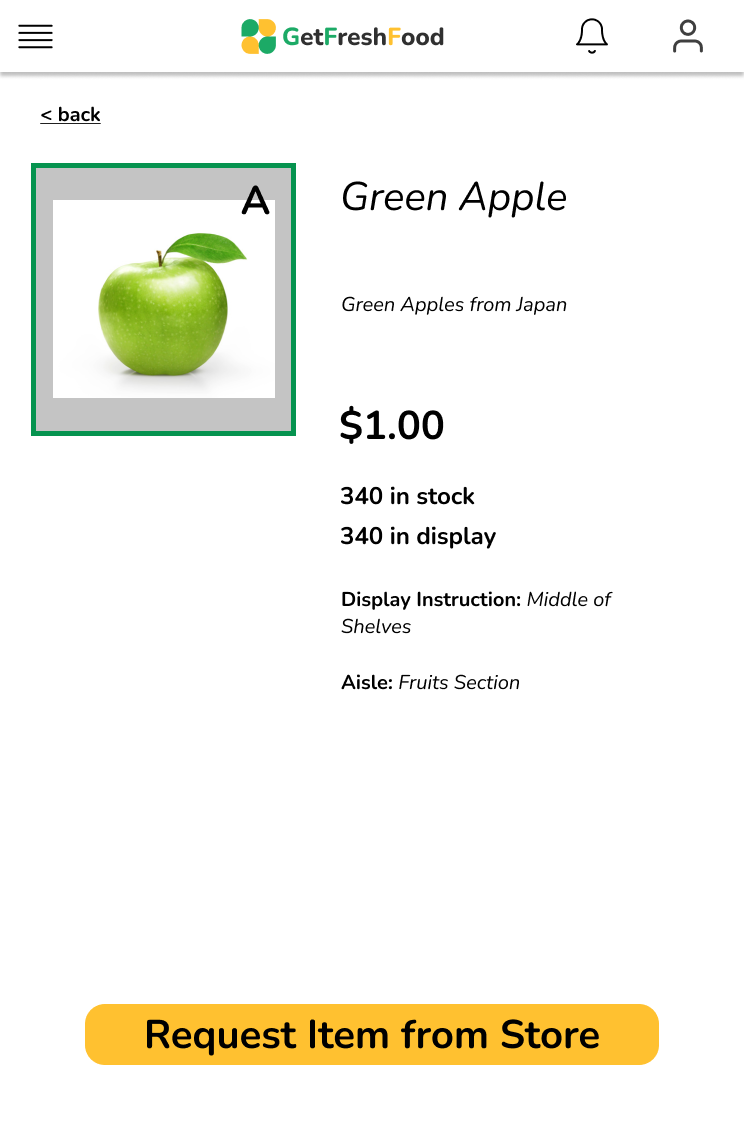 GetFreshFood
< back
A
Green Apple
Green Apples from Japan
$1.00
340 in stock
340 in display
Display Instruction: Middle of
Shelves
Aisle: Fruits Section
Request Item from Store